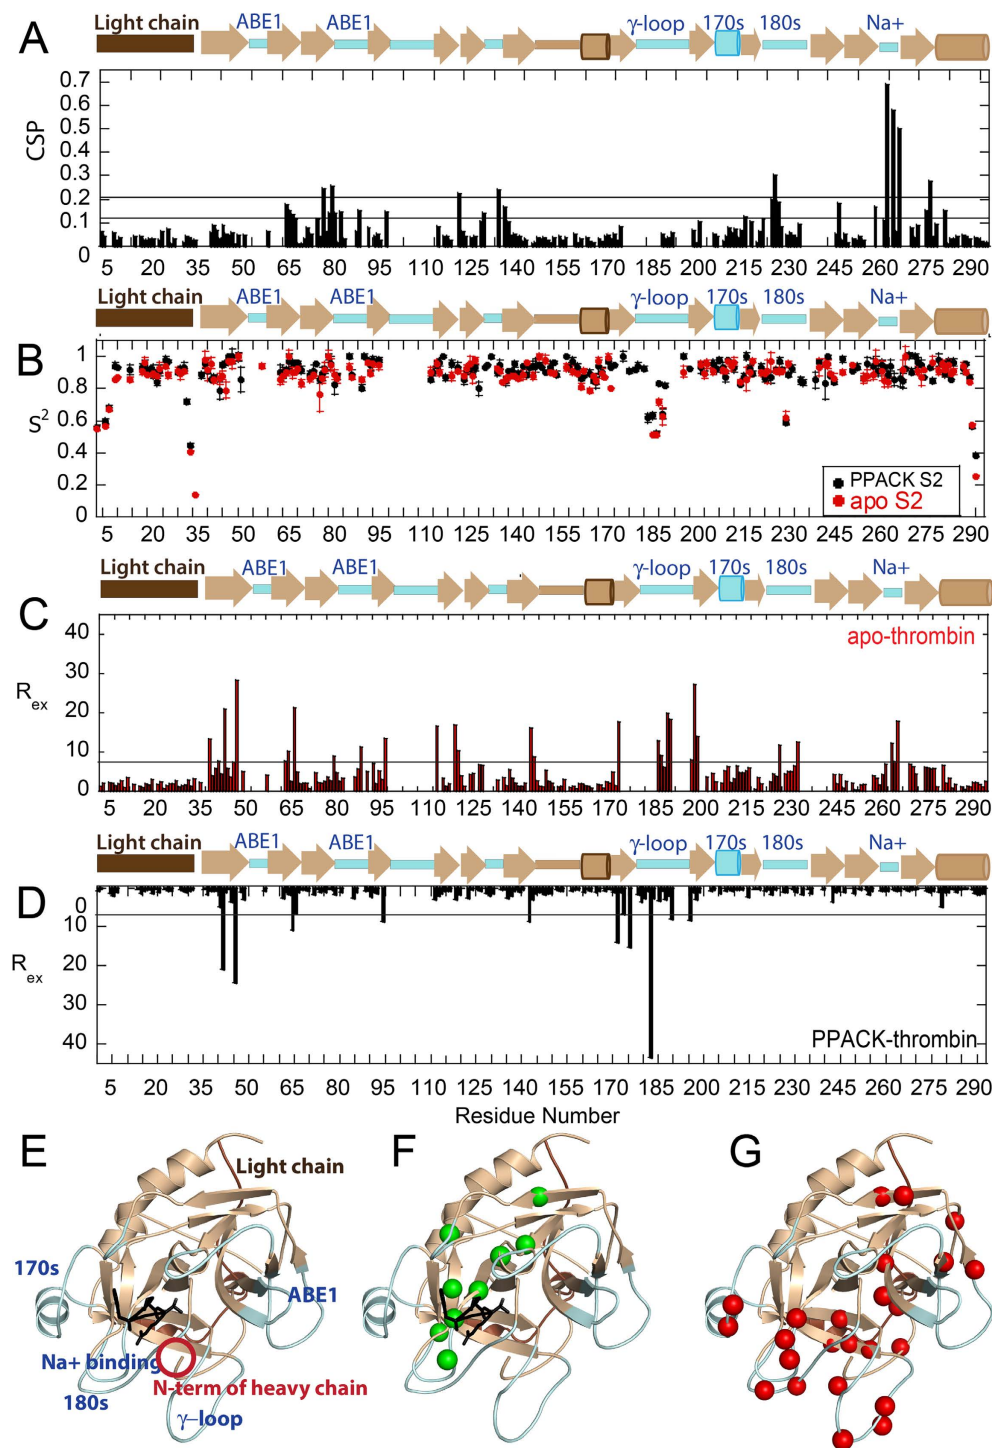 A
Light chain ABE1 ABE1 γ-loop 170s 180s Na+
0.7
0.6
0.5
CSP
0.4
0.3
0.2
0.1
0
5 20 35 50 65 80 95 110 125 140 155 170 185 200 215 230 245 260 275 290
Light chain ABE1 ABE1 γ-loop 170s 180s Na+
B
1
0.8
S2 0.6
0.4
0.2
0
PPACK S2
apo S2
5 20 35 50 65 80 95 110 125 140 155 170 185 200 215 230 245 260 275 290
Light chain ABE1 ABE1 γ-loop 170s 180s Na+
C
apo-thrombin
40
30
Rex
20
10
0
5 20 35 50 65 80 95 110 125 140 155 170 185 200 215 230 245 260 275 290
Light chain ABE1 ABE1 γ-loop 170s 180s Na+
D
0
10
Rex 20
30
40
PPACK-thrombin
5 20 35 50 65 80 95 110 125 140 155 170 185 200 215 230 245 260 275 290
Residue Number
E F G
Light chain
170s
ABE1
Na+ binding
N-term of heavy chain
180s
γ-loop